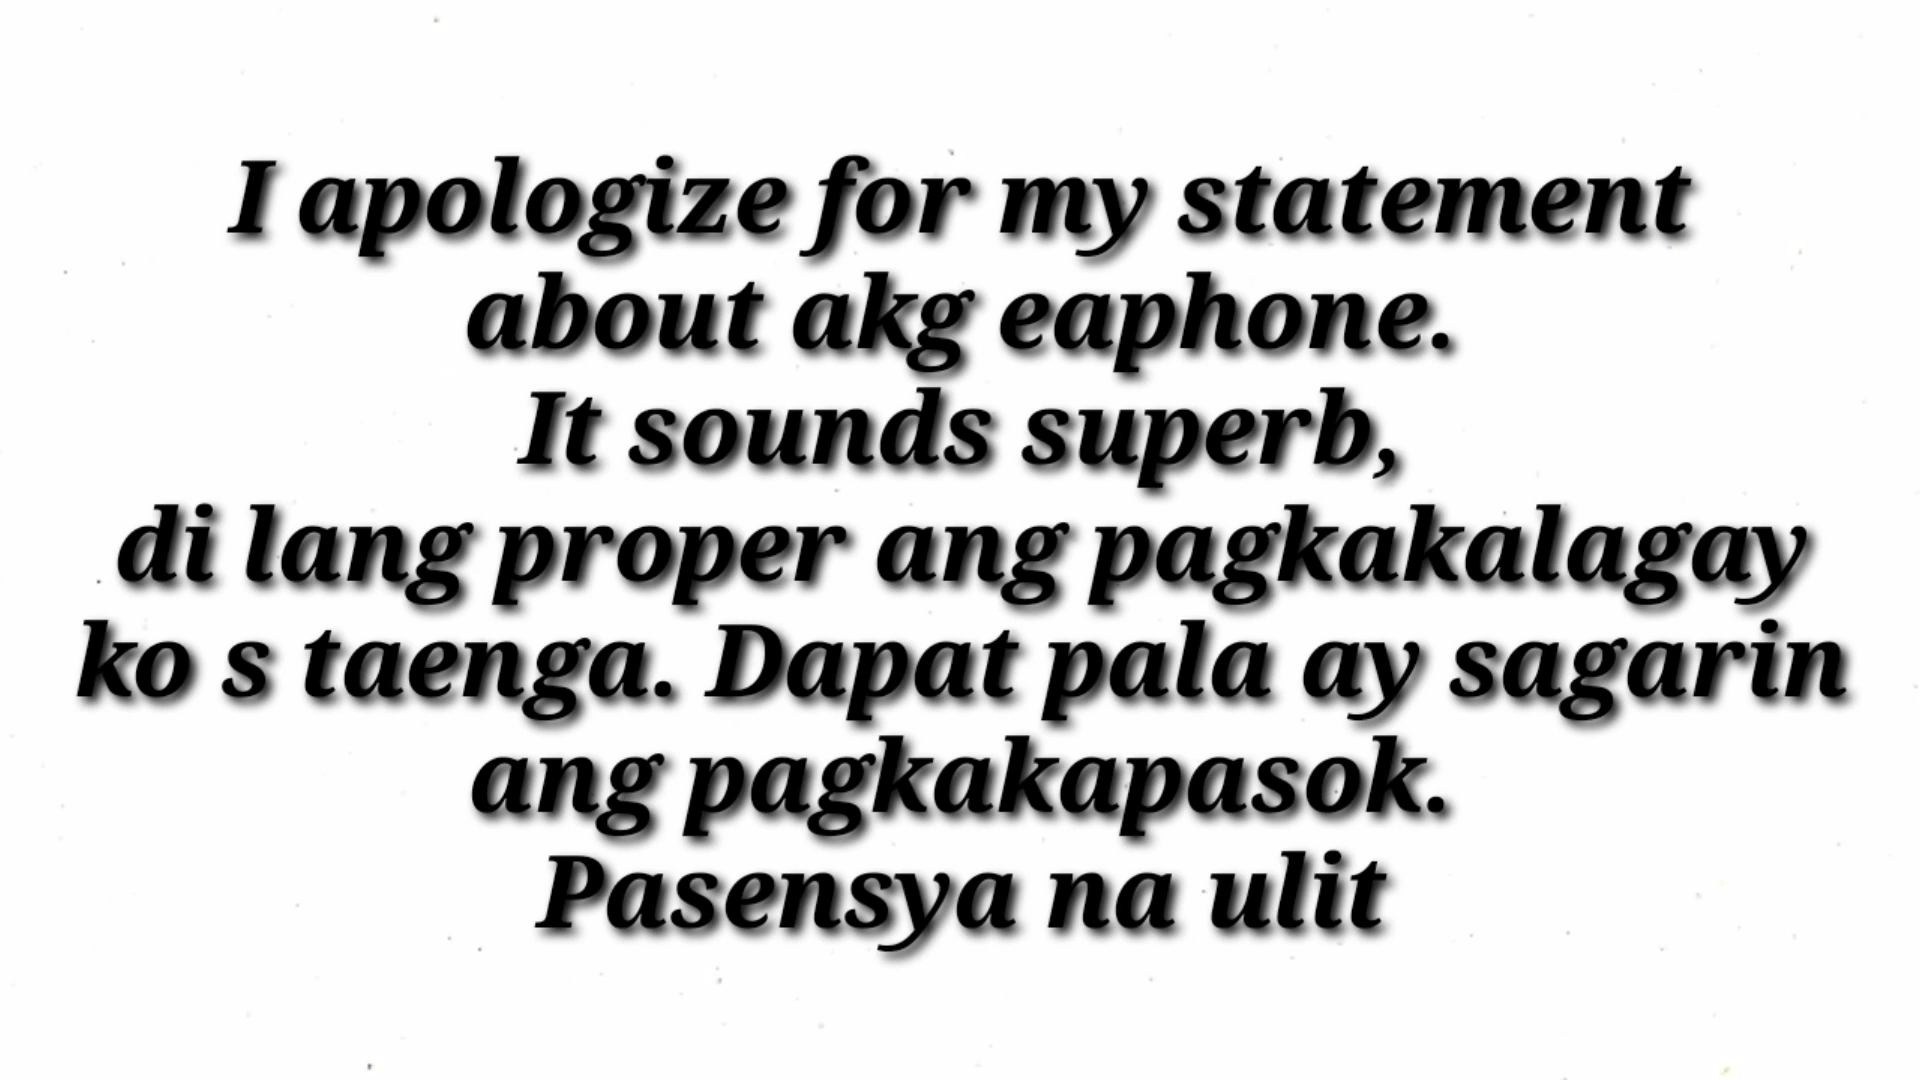 I apologize for my statement
about akg eaphone.
It sounds superb,
di lang proper ang pagkakalagay
ko s taenga. Dapat pala ay sagarin
ang pagkakapasok.
Pasensya na ulit